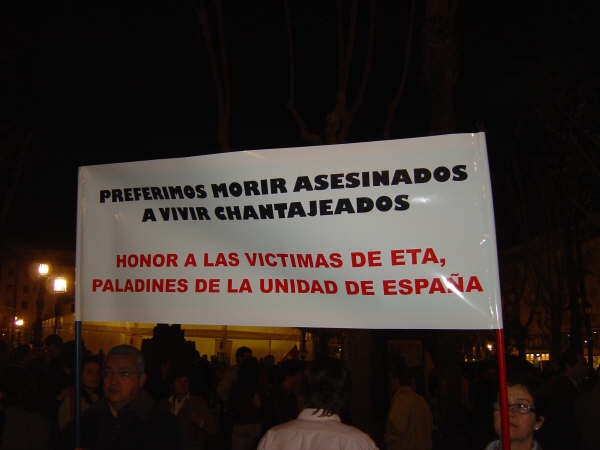 PREFERIMOS MORIR ASESINADOS
A VIVIR CHANTAJEADOS
HONOR A LAS VICTIMAS DE ETA,
PALADINES DE LA UNIDAD DE ESPAÑA